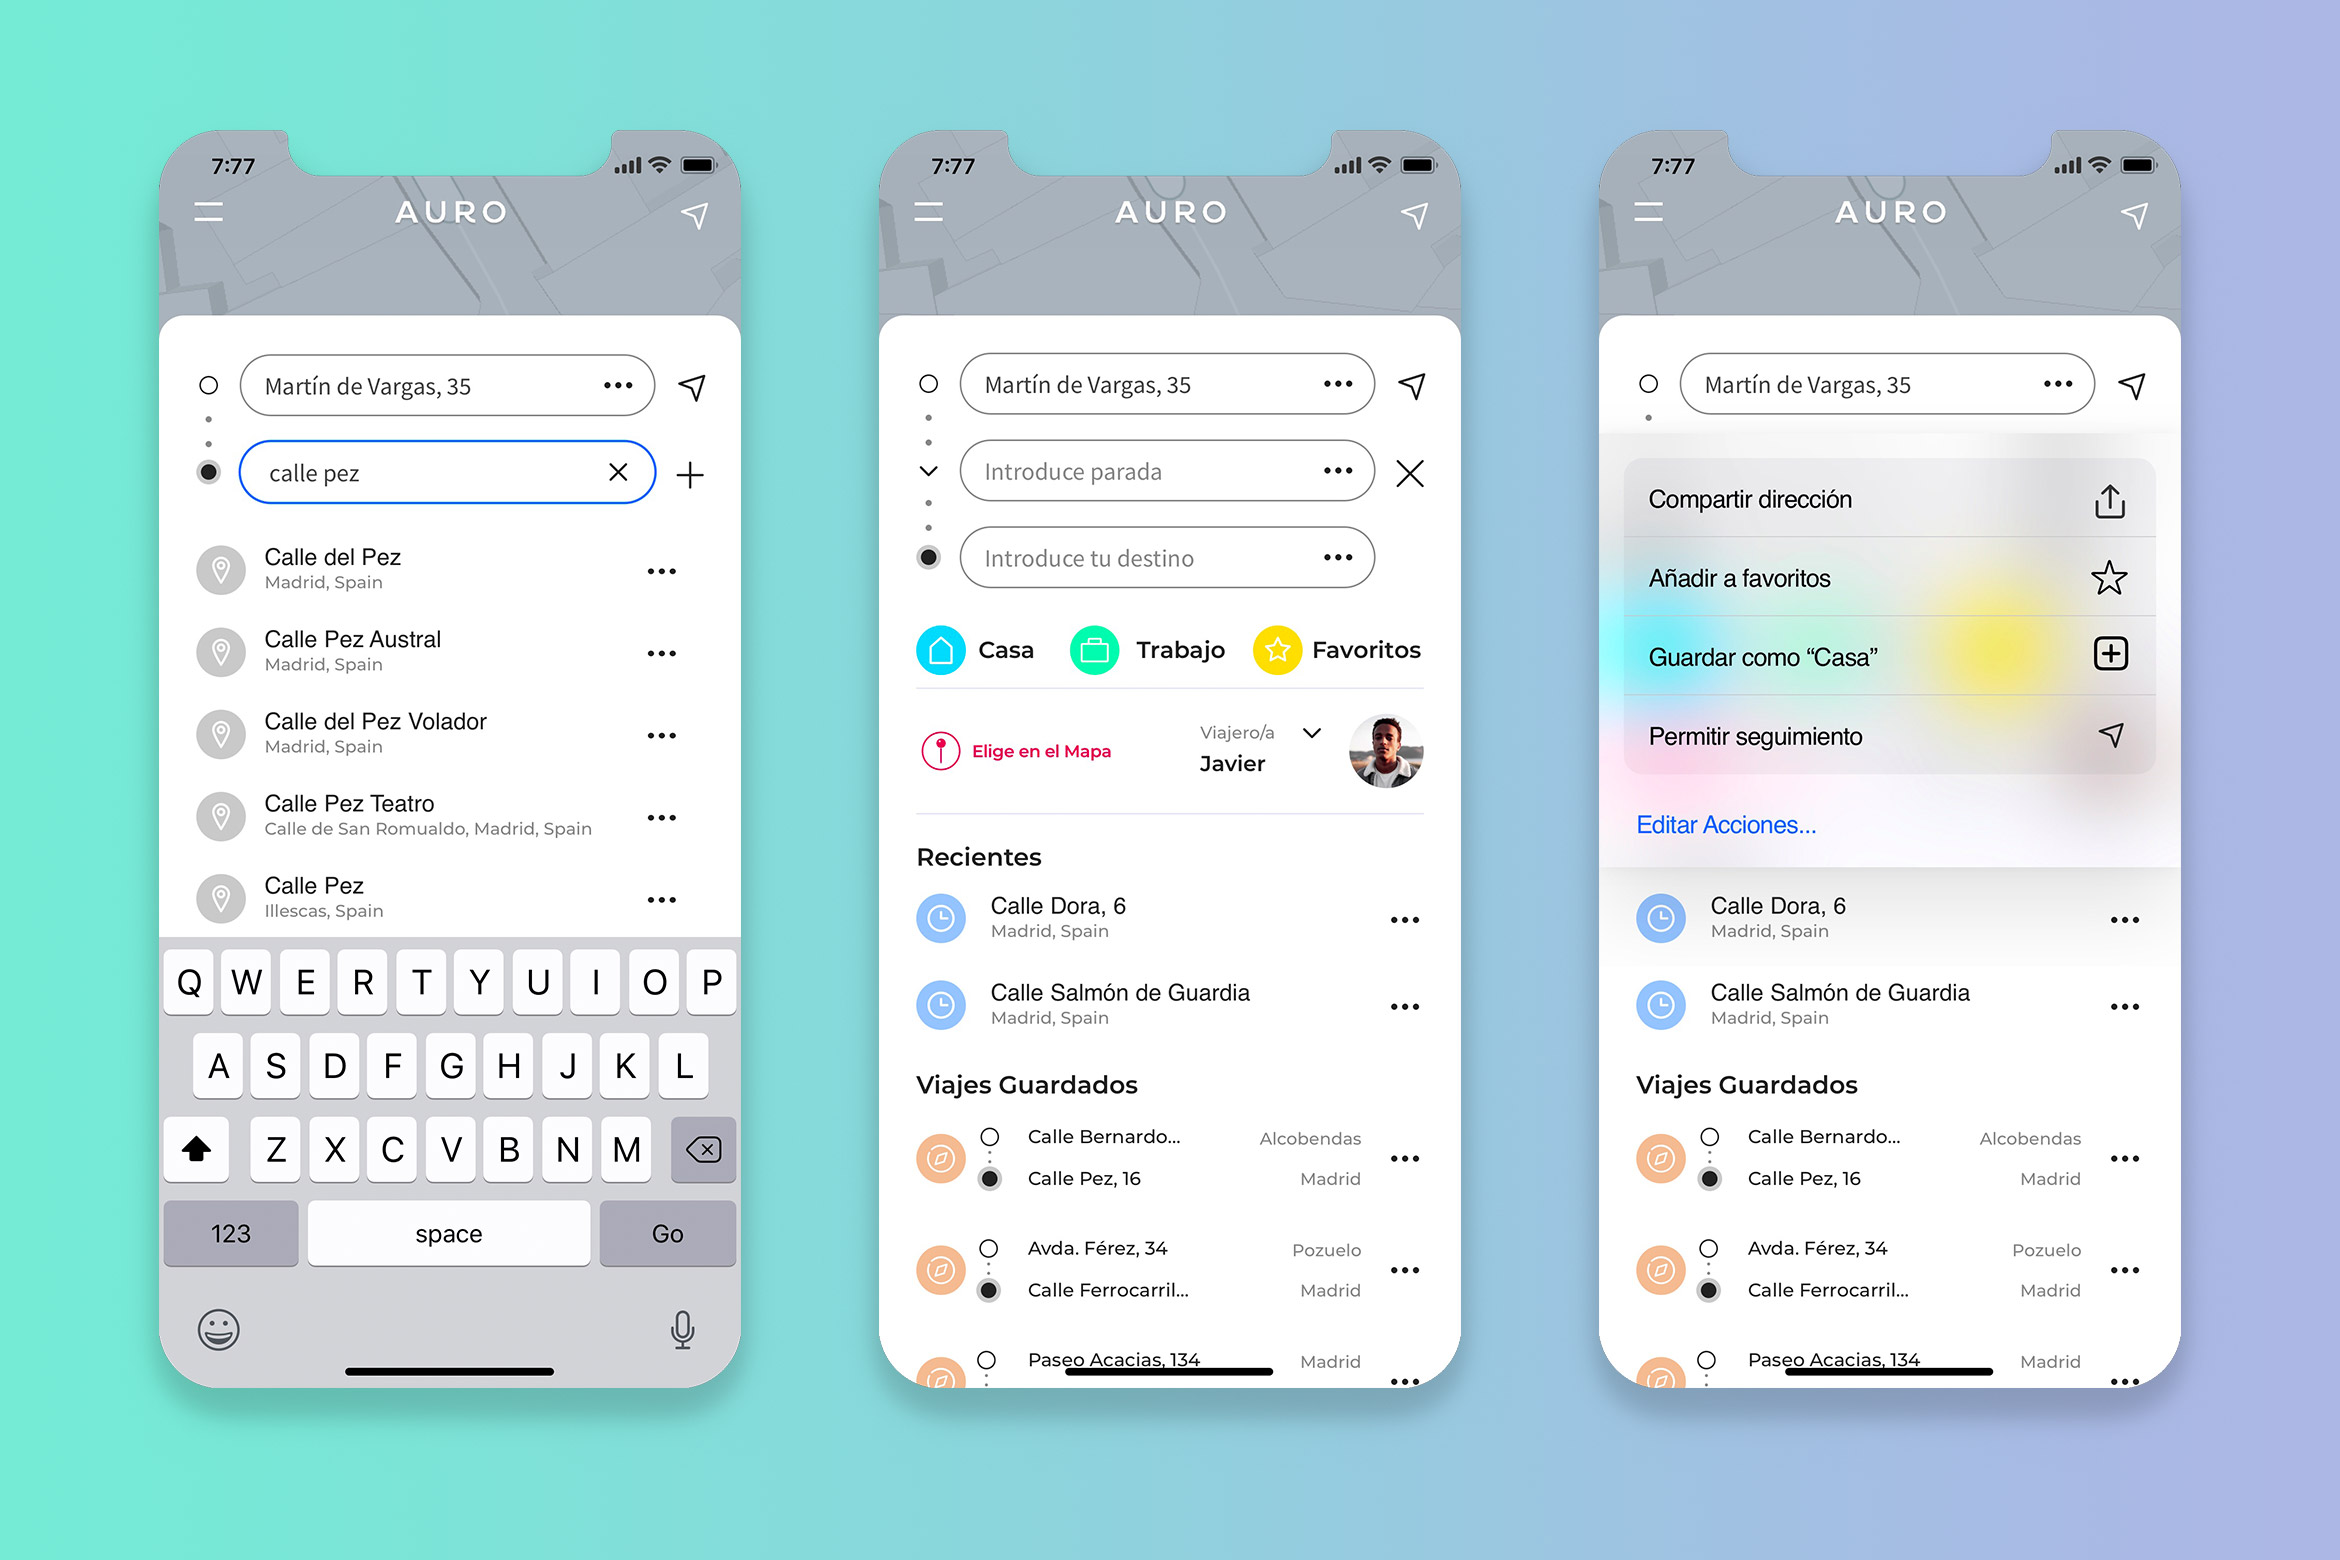 7:77
AURO
Martín de Vargas, 35
calle pez
Calle del Pez
Madrid, Spain
Calle Pez Austral
Madrid, Spain
Calle del Pez Volador
Madrid, Spain
Calle Pez Teatro
Calle de San Romualdo, Madrid, Spain
Calle Pez
Illescas, Spain
Q W E R T Y U I O P
A S D F G H J K L
Z X C V B N M
123 space Go
7:77
AURO
Martín de Vargas, 35
Introduce parada
Introduce tu destino
Casa Trabajo Favoritos
Elige en el Mapa
Viajero/a
Javier
Recientes
Calle Dora, 6
Madrid, Spain
Calle Salmón de Guardia
Madrid, Spain
Viajes Guardados
Calle Bernardo... Alcobendas
Calle Pez, 16 Madrid
Avda. Férez, 34 Pozuelo
Calle Ferrocarril... Madrid
Paseo Acacias, 134 Madrid
7:77
AURO
Martín de Vargas, 35
Compartir dirección
Añadir a favoritos
Guardar como “Casa”
Permitir seguimiento
Editar Acciones...
Calle Dora, 6
Madrid, Spain
Calle Salmón de Guardia
Madrid, Spain
Viajes Guardados
Calle Bernardo... Alcobendas
Calle Pez, 16 Madrid
Avda. Férez, 34 Pozuelo
Calle Ferrocarril... Madrid
Paseo Acacias, 134 Madrid